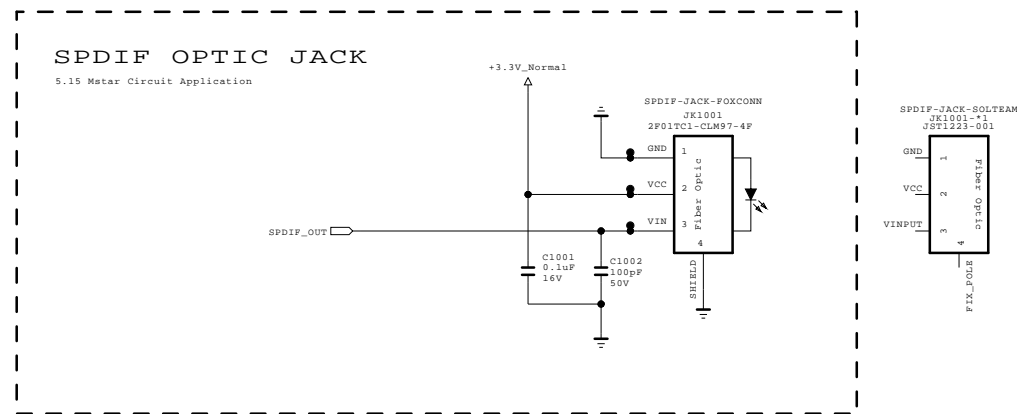 SPDIF OPTIC JACK
5.15 Mstar Circuit Application
+3.3V_Normal
SPDIF-JACK-FOXCONN
JK1001
2F01TC1-CLM97-4F
GND
1
VCC
2
VIN
3
4
Fiber Optic
SHIELD
SPDIF_OUT
C1001
0.1uF
16V
C1002
100pF
50V
SPDIF-JACK-SOLTEAM
JK1001-*1
JST1223-001
GND
1
VCC
2
VINPUT
3
4
Fiber Optic
FIX_POLE